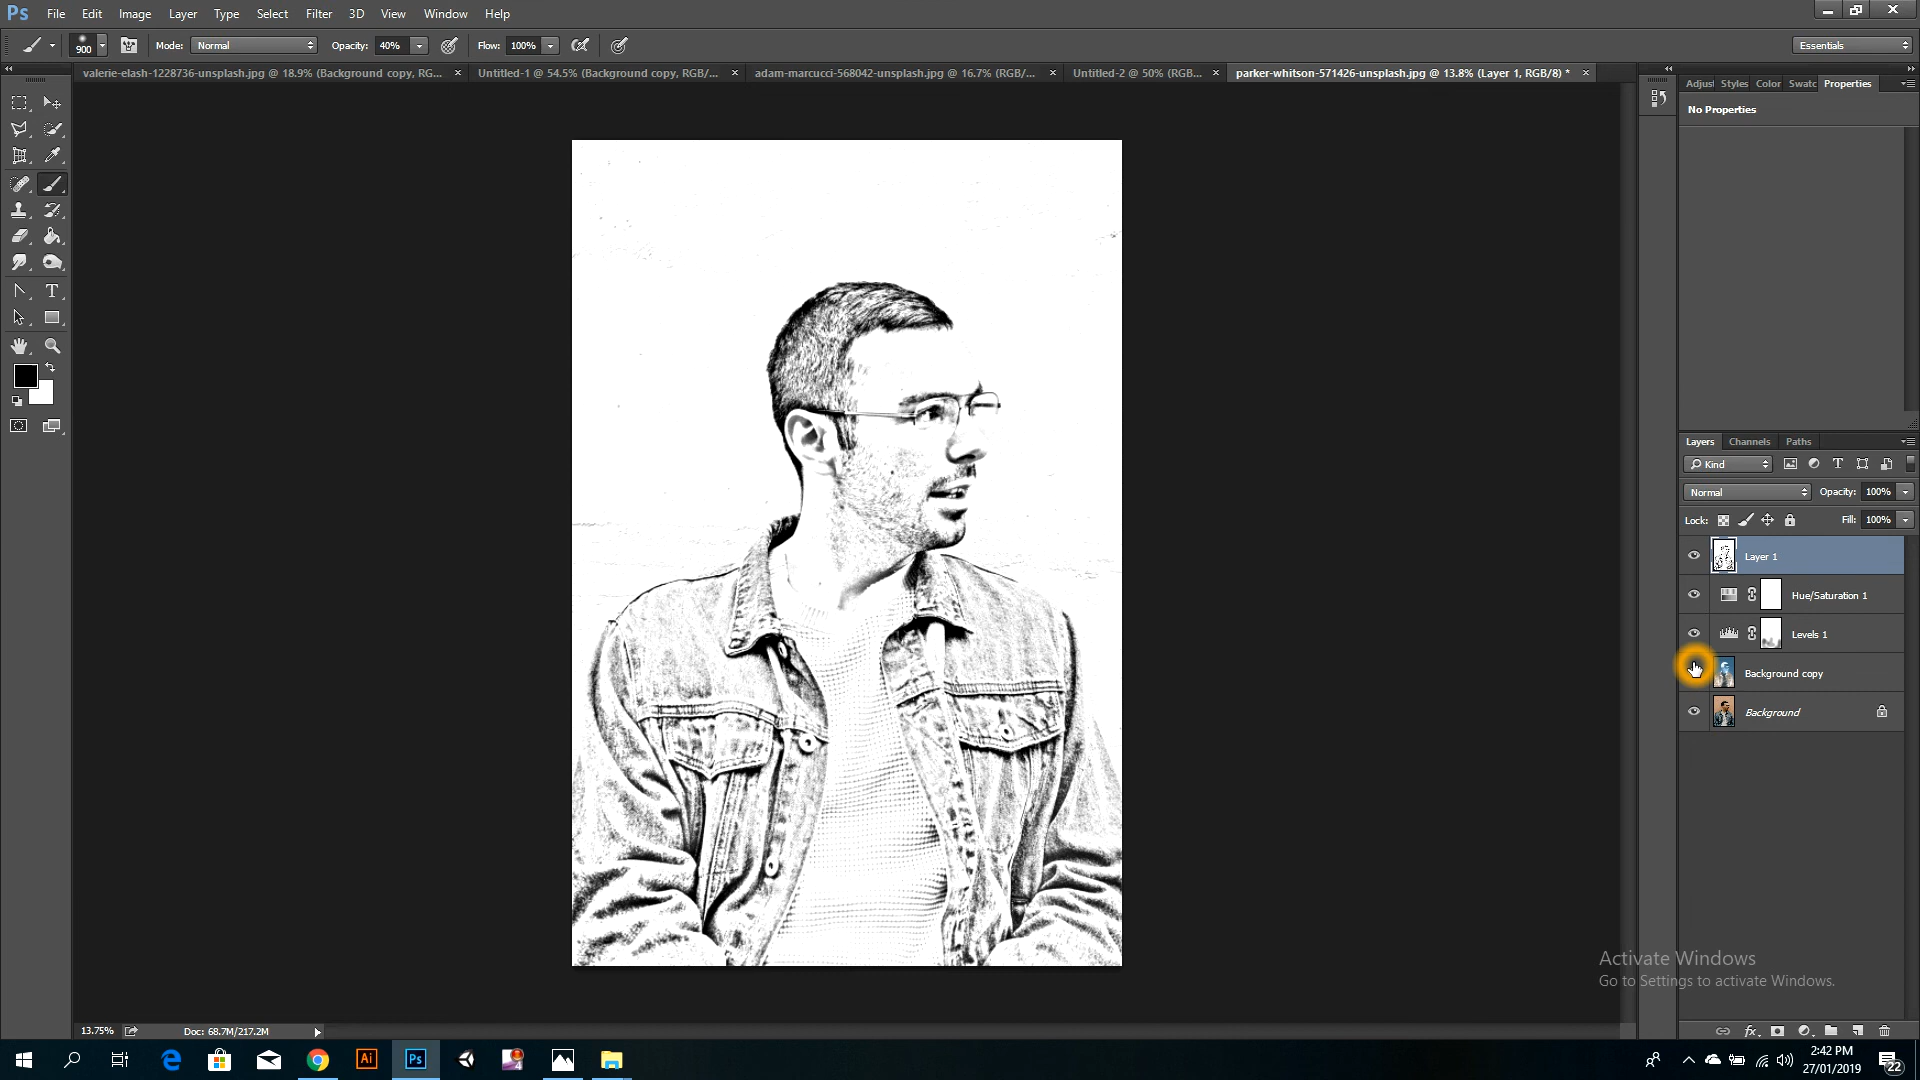 Ps File Edit Image Layer Type Select Filter 3D View Window Help
900 Mode: Normal Opacity: 40% Flow: 100% Essentials
valerie-elash-1228736-unsplash.jpg @ 18.9% (Background copy, RG...
Untitled-1 @ 54.5% (Background copy, RGB/...
adam-marcucci-568042-unsplash.jpg @ 16.7% (RGB/...
Untitled-2 @ 50% (RGB...
parker-whitson-571426-unsplash.jpg @ 13.8% (Layer 1, RGB/8) *
Adjust Styles Color Swatc Properties
No Properties
Layers Channels Paths
Kind
Normal Opacity: 100%
Lock: Fill: 100%
Layer 1
Hue/Saturation 1
Levels 1
Background copy
Background
Activate Windows
Go to Settings to activate Windows.
13.75% Doc: 68.7M/217.2M
Ai Ps 4
2:42 PM
27/01/2019
22